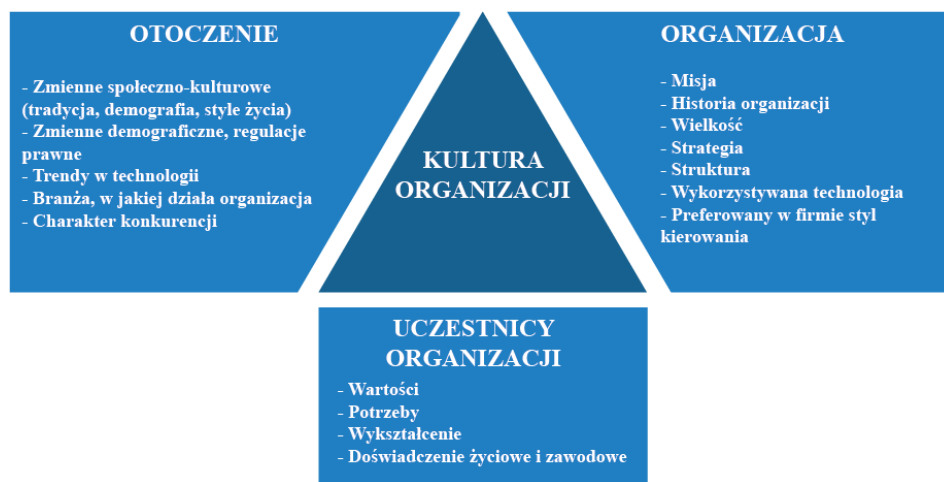 OTOCZENIE
- Zmienne społeczno-kulturowe
(tradycja, demografia, style życia)
- Zmienne demograficzne, regulacje
prawne
- Trendy w technologii
- Branża, w jakiej działa organizacja
- Charakter konkurencji
KULTURA
ORGANIZACJI
ORGANIZACJA
- Misja
- Historia organizacji
- Wielkość
- Strategia
- Struktura
- Wykorzystywana technologia
- Preferowany w firmie styl
kierowania
UCZESTNICY
ORGANIZACJI
- Wartości
- Potrzeby
- Wykształcenie
- Doświadczenie życiowe i zawodowe